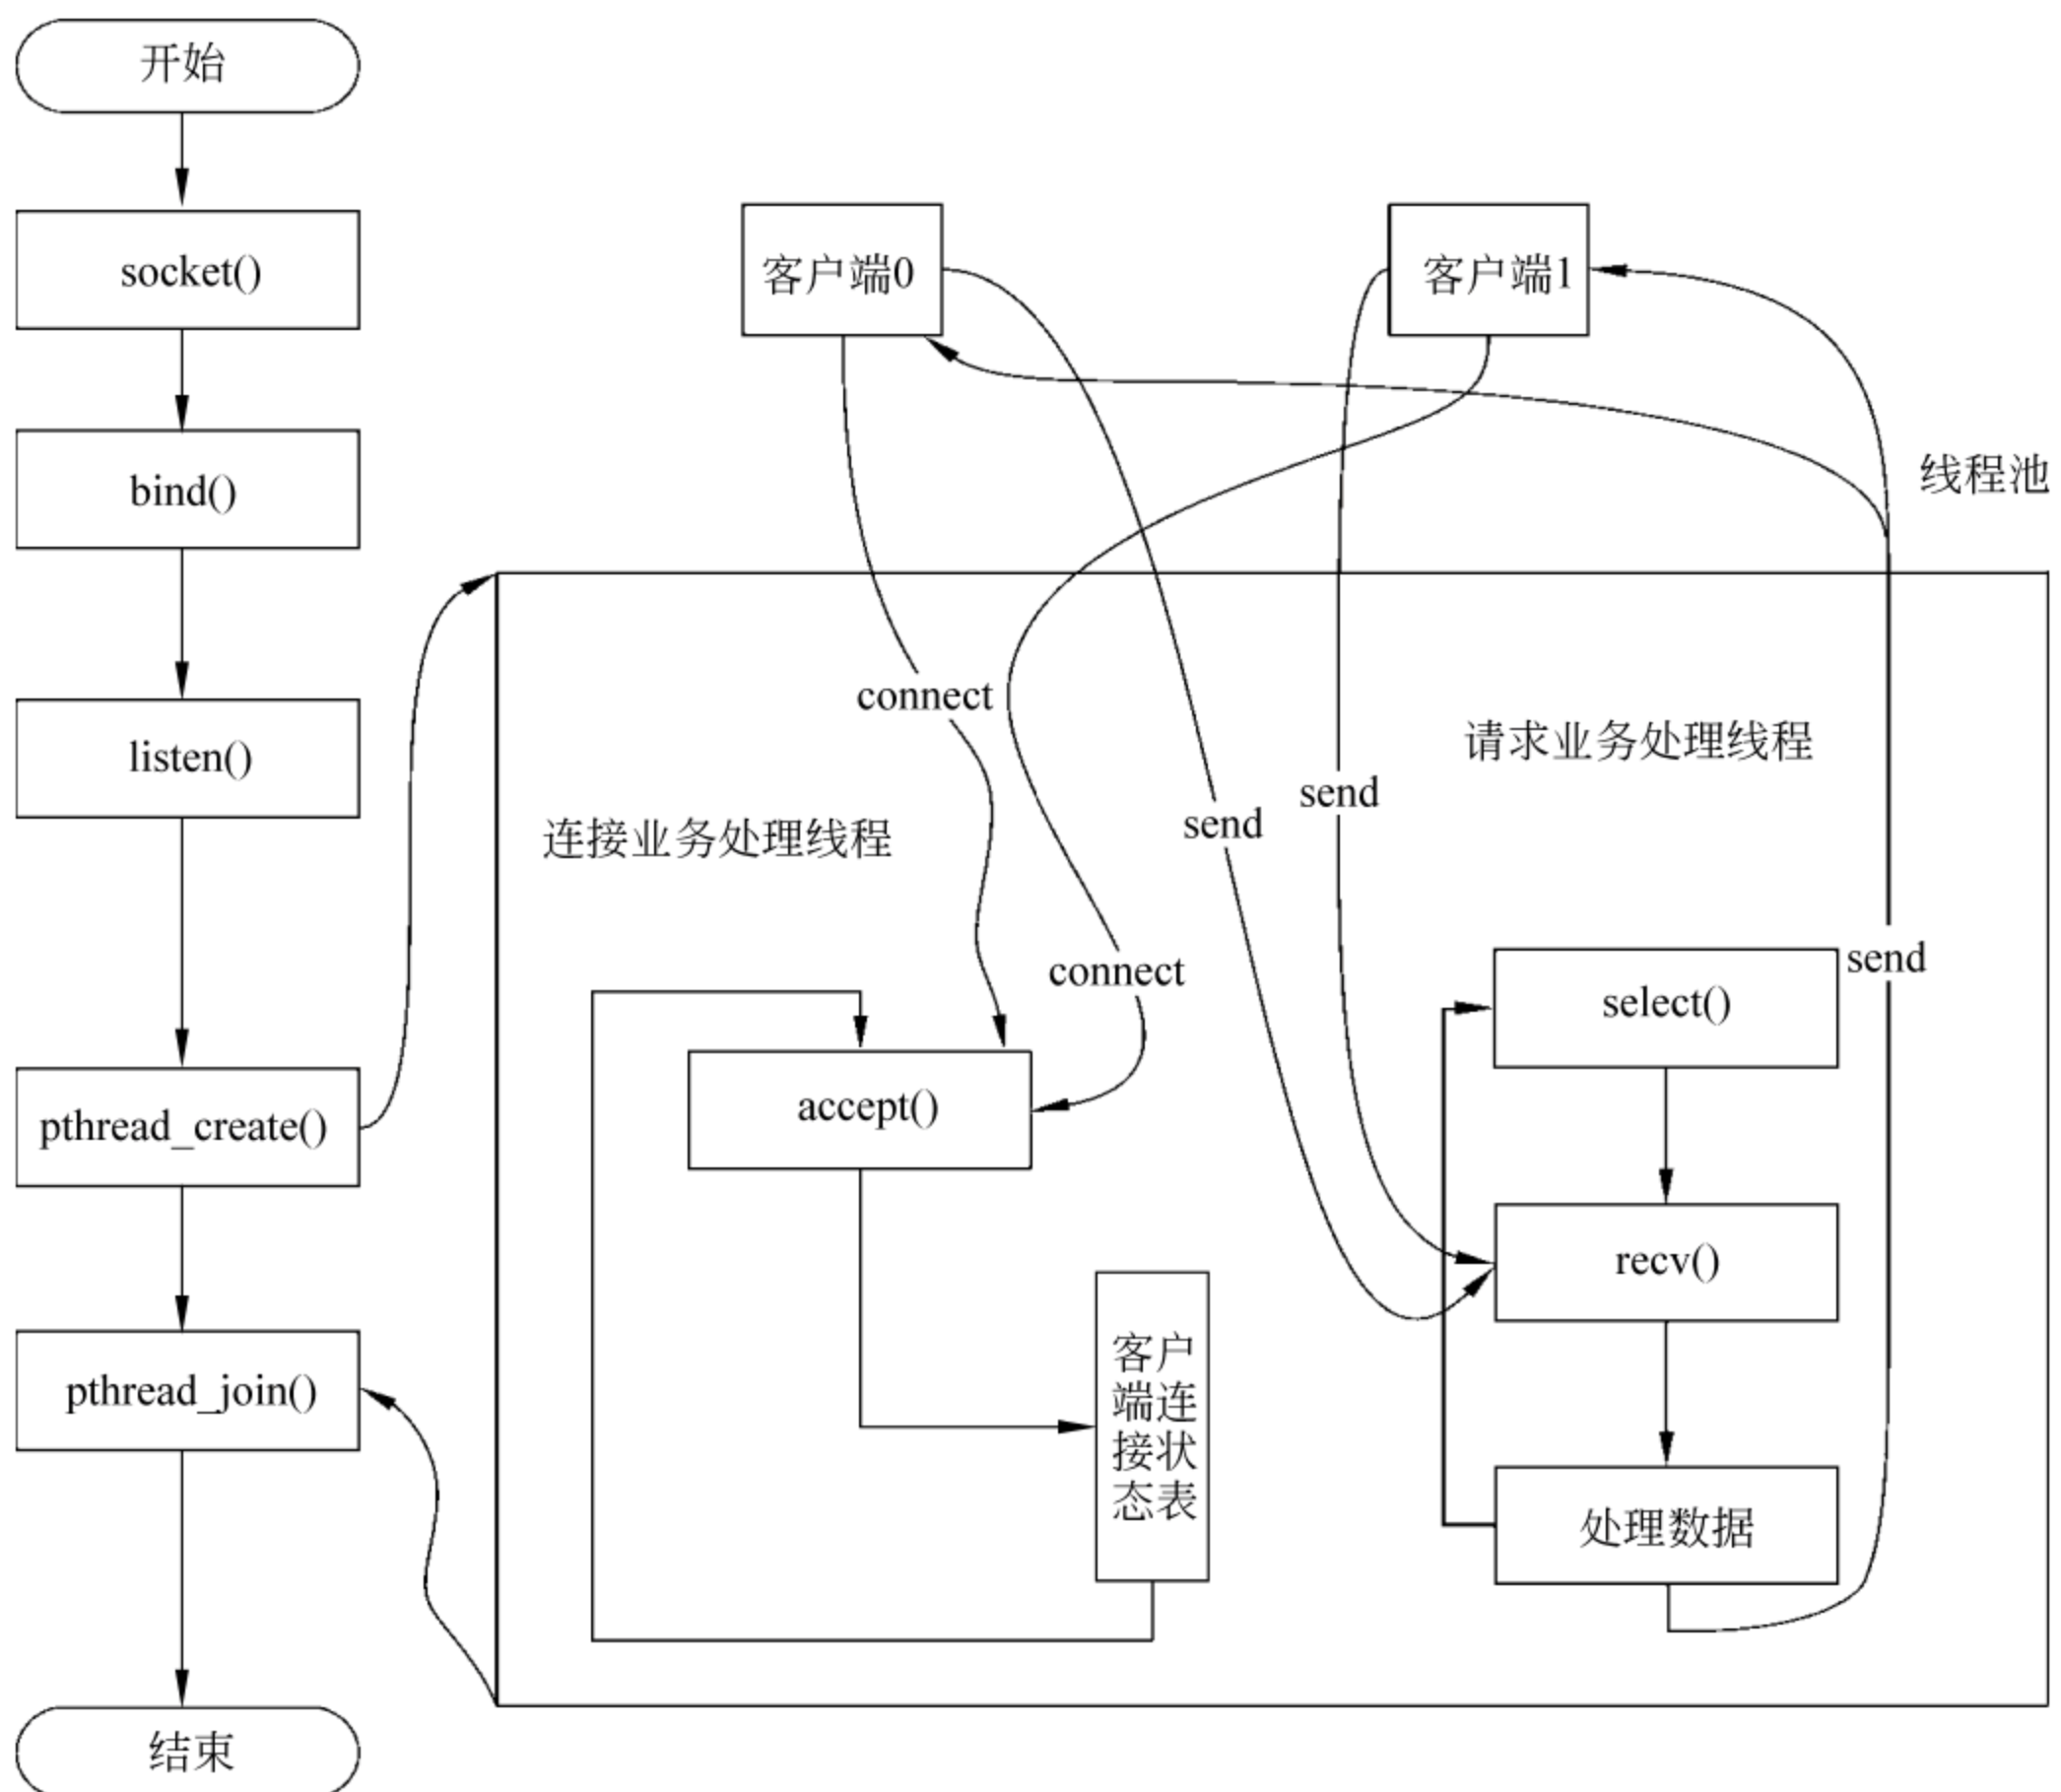 开始
socket()
bind()
listen()
pthread_create()
pthread_join()
结束
客户端0
客户端1
线程池
connect
请求业务处理线程
send
send
连接业务处理线程
send
connect
select()
accept()
recv()
客户
端连
接状
态表
处理数据